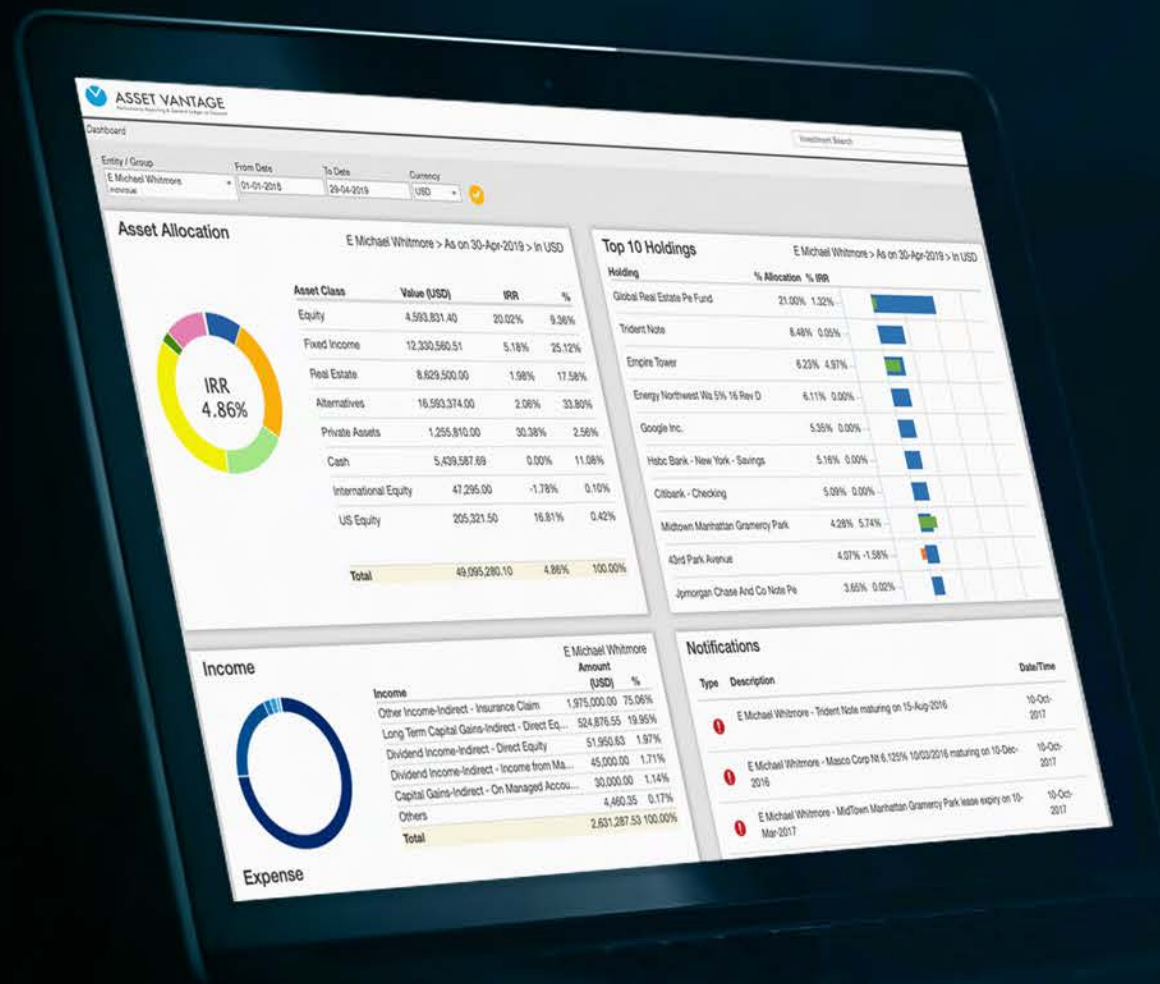 ASSET VANTAGE
Dashboard
Investment Search
Entity / Group
From Date
To Date
Currency
E Michael Whitmore
01-01-2015
29-04-2019
USD
Asset Allocation
E Michael Whitmore > As on 30-Apr-2019 > In USD
Asset Class Value (USD) IRR %
Equity 4,593,831.40 20.02% 9.36%
Fixed Income 12,330,560.51 5.18% 25.12%
Real Estate 8,629,500.00 1.98% 17.58%
Alternatives 16,593,374.00 2.06% 33.80%
Private Assets 1,255,810.00 30.38% 2.56%
Cash 5,439,587.69 0.00% 11.08%
International Equity 47,295.00 -1.78% 0.10%
US Equity 205,321.50 16.81% 0.42%
Total 49,095,280.10 4.86% 100.00%
IRR
4.86%
Top 10 Holdings
E Michael Whitmore > As on 30-Apr-2019 > In USD
Holding % Allocation % IRR
Global Real Estate Pe Fund 21.00% 1.32%
Trident Note 8.48% 0.05%
Empire Tower 6.23% 4.97%
Energy Northwest Wa 5% 16 Rev D 6.11% 0.00%
Google Inc. 5.35% 0.00%
Hsbc Bank - New York - Savings 5.16% 0.00%
Citibank - Checking 5.09% 0.00%
Midtown Manhattan Gramercy Park 4.28% 5.74%
43rd Park Avenue 4.07% -1.58%
Jpmorgan Chase And Co Note Pe 3.65% 0.02%
Income
E Michael Whitmore
Income Amount (USD) %
Other Income-Indirect - Insurance Claim 1,975,000.00 75.06%
Long Term Capital Gains-Indirect - Direct Eq... 524,876.55 19.95%
Dividend Income-Indirect - Direct Equity 51,950.63 1.97%
Dividend Income-Indirect - Income from Ma... 45,000.00 1.71%
Capital Gains-Indirect - On Managed Accou... 30,000.00 1.14%
Others 4,460.35 0.17%
Total 2,631,287.53 100.00%
Expense
Notifications
Type Description Date/Time
E Michael Whitmore - Trident Note maturing on 15-Aug-2016 10-Oct-
2017
E Michael Whitmore - Masco Corp Nt 6.125% 10/03/2016 maturing on 10-Dec- 10-Oct-
2016 2017
E Michael Whitmore - MidTown Manhattan Gramercy Park lease expiry on 10- 10-Oct-
Mar-2017 2017